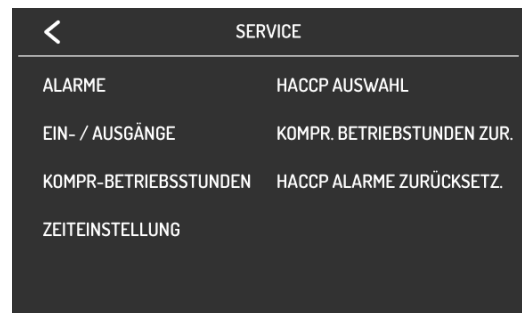 SERVICE
ALARME
HACCP AUSWAHL
EIN- / AUSGÄNGE
KOMPR. BETRIEBSTUNDEN ZUR.
KOMPR-BETRIEBSSTUNDEN
HACCP ALARME ZURÜCKSETZ.
ZEITEINSTELLUNG